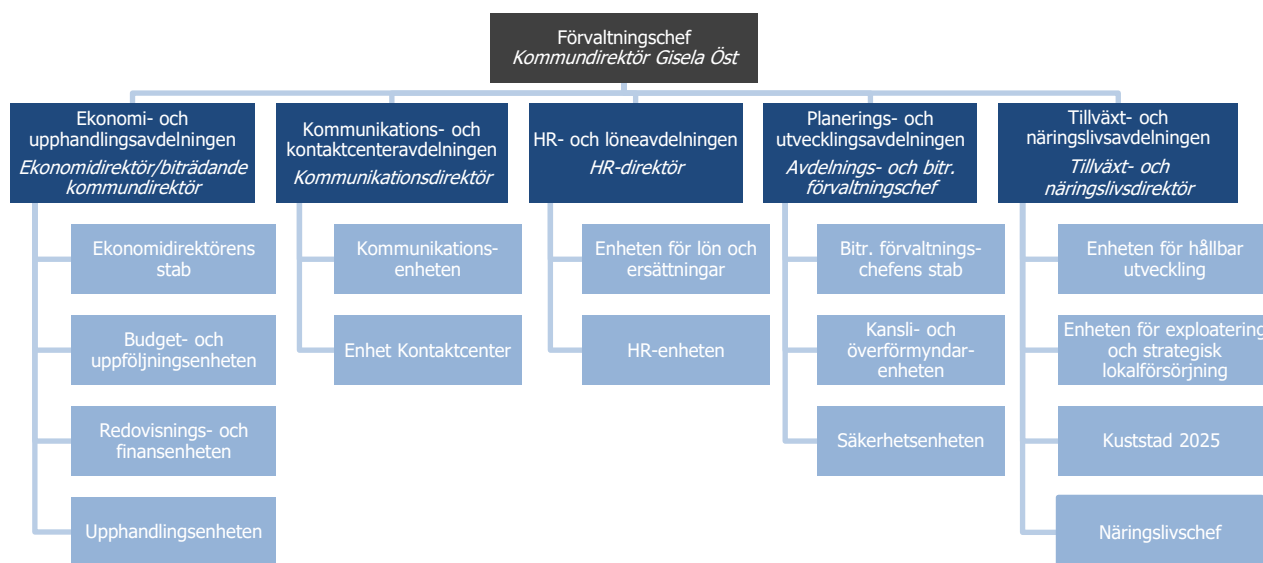 Förvaltningschef
Kommundirektör Gisela Öst
Ekonomi- och
upphandlingsavdelningen
Ekonomidirektör/biträdande
kommundirektör
Kommunikations- och
kontaktcenteravdelningen
Kommunikationsdirektör
HR- och löneavdelningen
HR-direktör
Planerings- och
utvecklingsavdelningen
Avdelnings- och bitr.
förvaltningschef
Tillväxt- och
näringslivsavdelningen
Tillväxt- och
näringslivsdirektör
Ekonomidirektörens
stab
Budget- och
uppföljningsenheten
Redovisnings- och
finsenheten
Upphandlingsenheten
Kommunikations-
enheten
Enhet Kontaktcenter
Enheten för lön och
ersättningar
HR-enheten
Bitr. förvaltnings-
chefens stab
Kansli- och
överförmyndar-
enheten
Säkerhetsenheten
Enheten för hållbar
utveckling
Enheten för exploatering
och strategisk
lokalförsörjning
Kuststad 2025
Näringslivschef